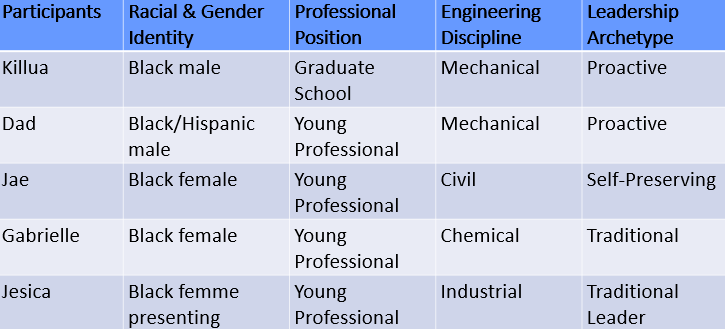 Participants Racial & Gender Identity Professional Position Engineering Discipline Leadership Archetype
Killua Black male Graduate School Mechanical Proactive
Dad Black/Hispanic male Young Professional Mechanical Proactive
Jae Black female Young Professional Civil Self-Preserving
Gabrielle Black female Young Professional Chemical Traditional
Jesica Black femme presenting Young Professional Industrial Traditional Leader